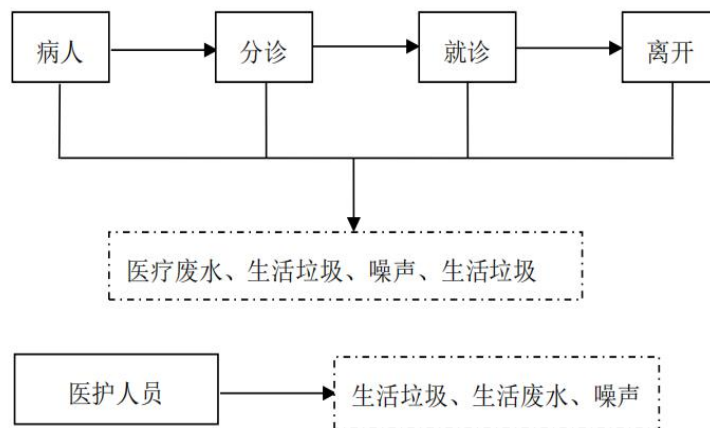 病人
分诊
就诊
离开
医疗废水、生活垃圾、噪声、生活垃圾
医护人员
生活垃圾、生活废水、噪声